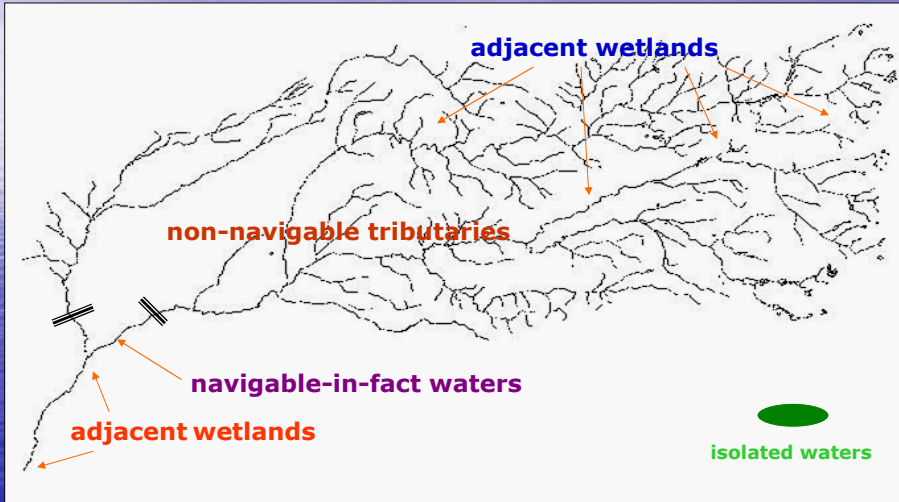 adjacent wetlands
non-navigable tributaries
navigable-in-fact waters
adjacent wetlands
isolated waters